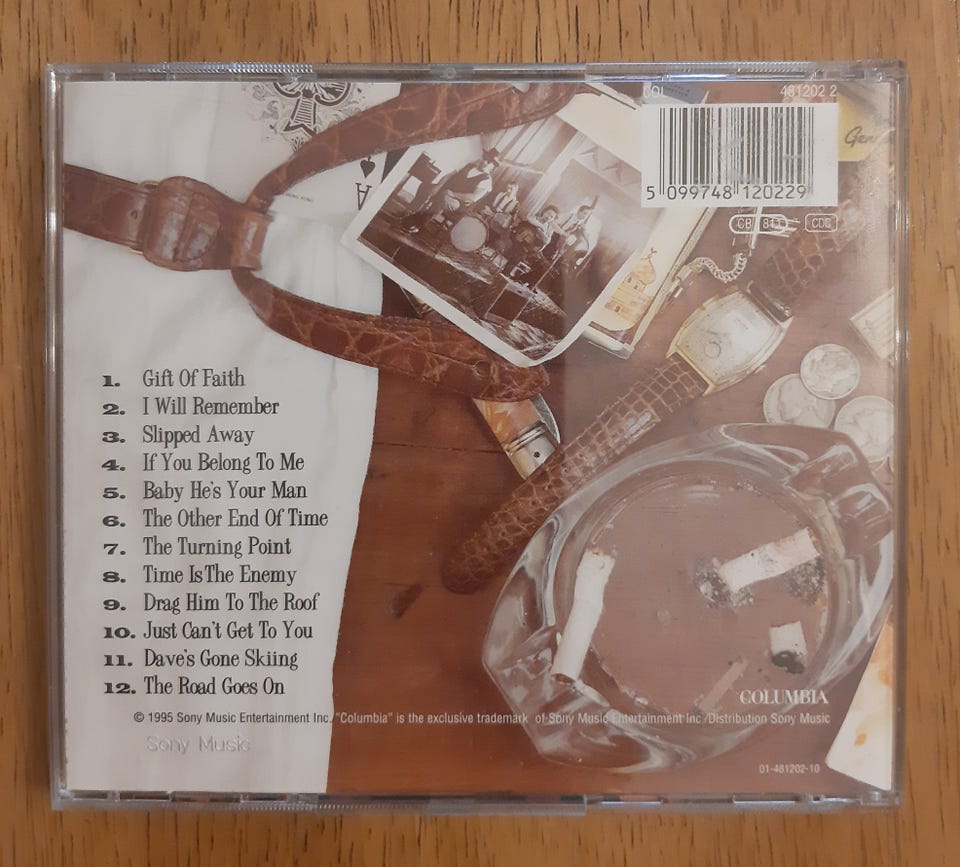 COL 481202 2
5 099748 120229
CB 811 CDC
A
1. Gift Of Faith
2. I Will Remember
3. Slipped Away
4. If You Belong To Me
5. Baby He's Your Man
6. The Other End Of Time
7. The Turning Point
8. Time Is The Enemy
9. Drag Him To The Roof
10. Just Can't Get To You
11. Dave's Gone Skiing
12. The Road Goes On
COLUMBIA
© 1995 Sony Music Entertainment Inc./"Columbia" is the exclusive trademark of Sony Music Entertainment Inc./Distribution Sony Music
Sony Music
01-481202-10